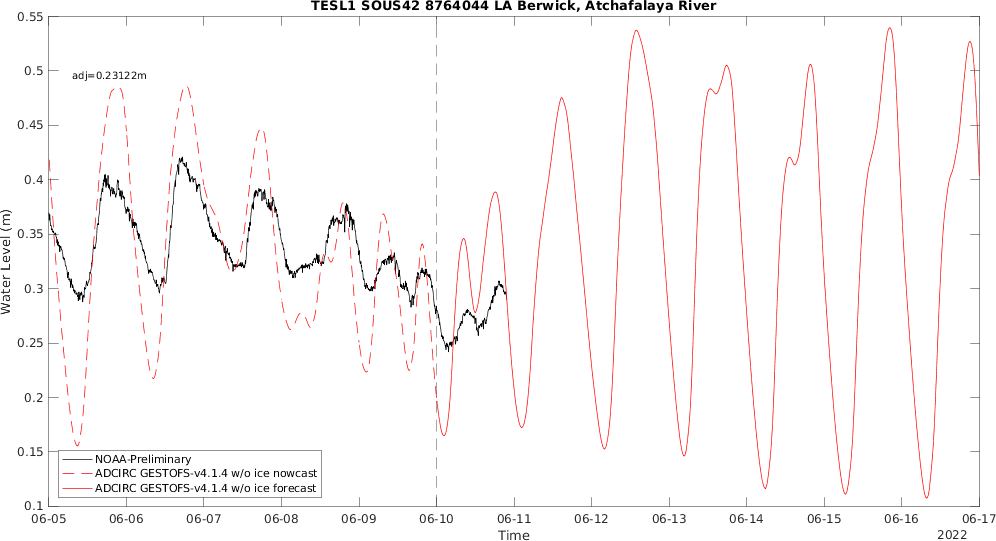 TESL1 SOUS42 8764044 LA Berwick, Atchafalaya River
adj=0.23122m
Water Level (m)
0.55
0.5
0.45
0.4
0.35
0.3
0.25
0.2
0.15
0.1
NOAA-Preliminary
ADCIRC GESTOFS-v4.1.4 w/o ice nowcast
ADCIRC GESTOFS-v4.1.4 w/o ice forecast
06-05 06-06 06-07 06-08 06-09 06-10 06-11 06-12 06-13 06-14 06-15 06-16 06-17
Time
2022